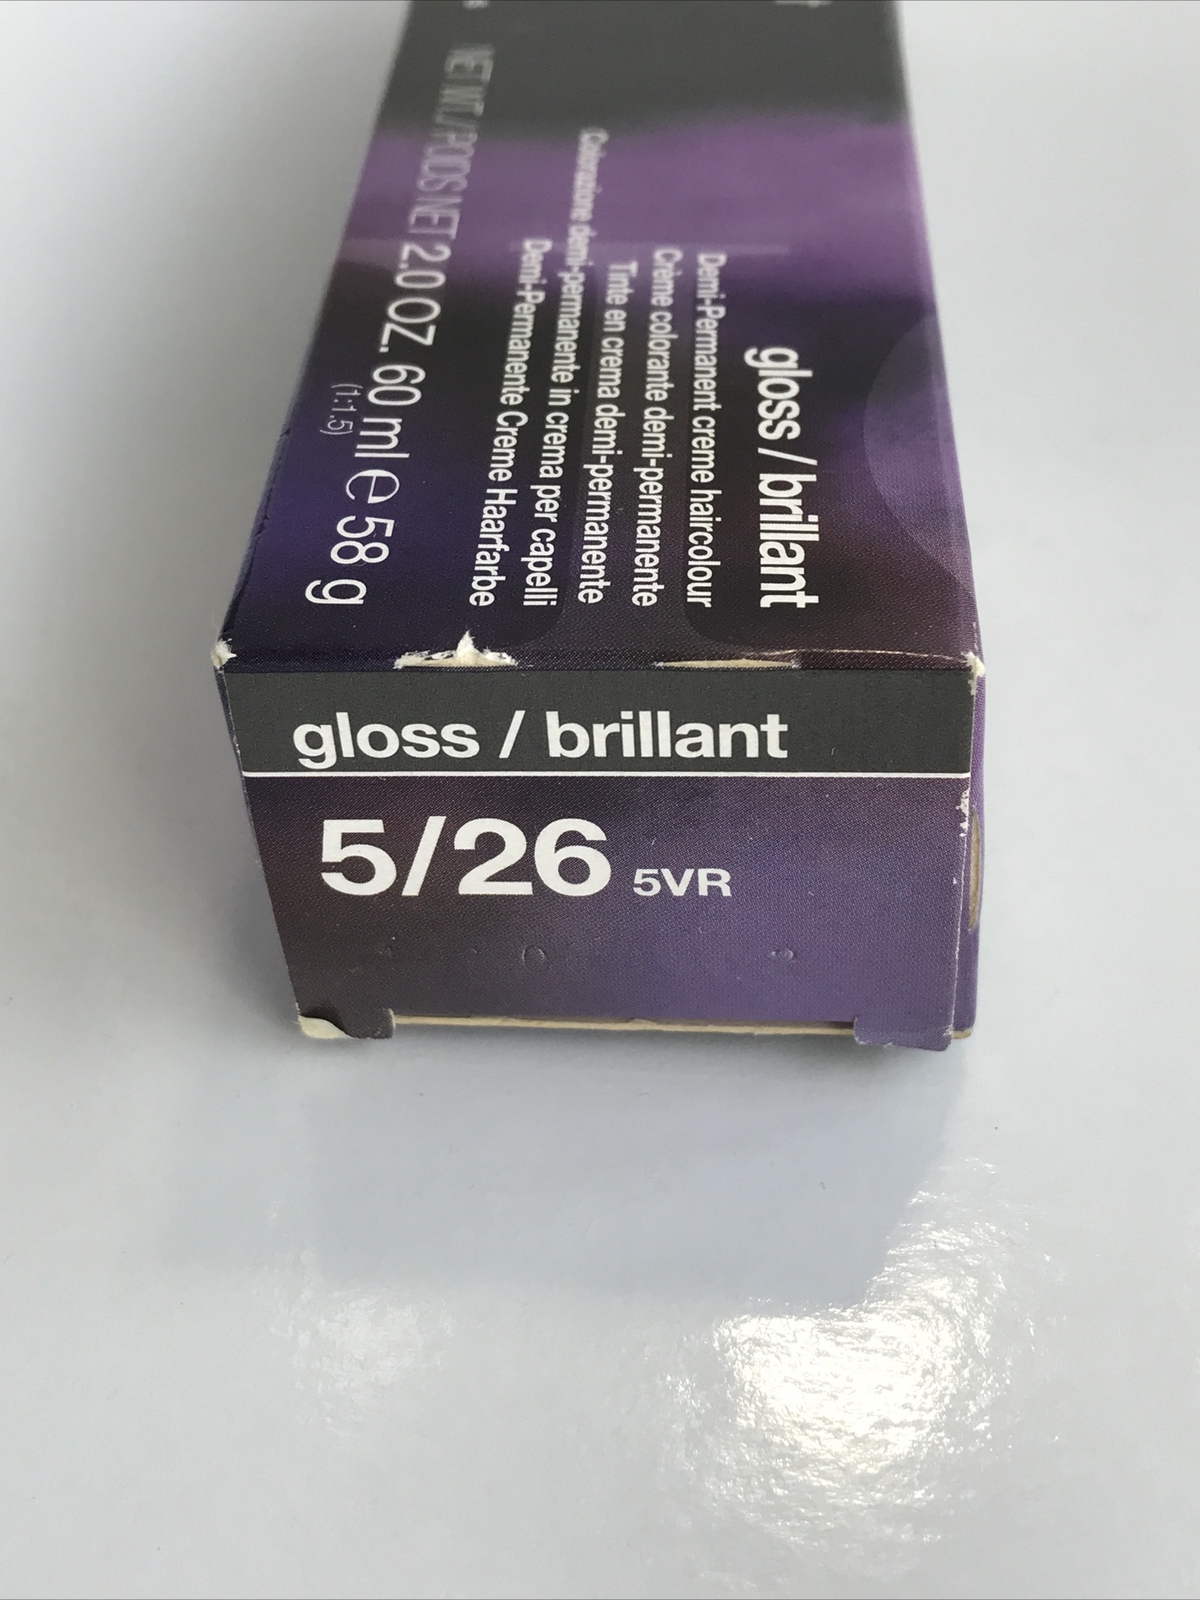 gloss / brillant
Demi-Permanent creme haircolour
Crème colorante demi-permanente
Tinte en crema demi-permanente
Colorazione demi-permanente in crema per capelli
Demi-Permanente Creme Haarfarbe
NET WT. / POIDS NET 2.0 OZ. 60 ml e 58 g
(1:1.5)
gloss / brillant
5/26 5VR